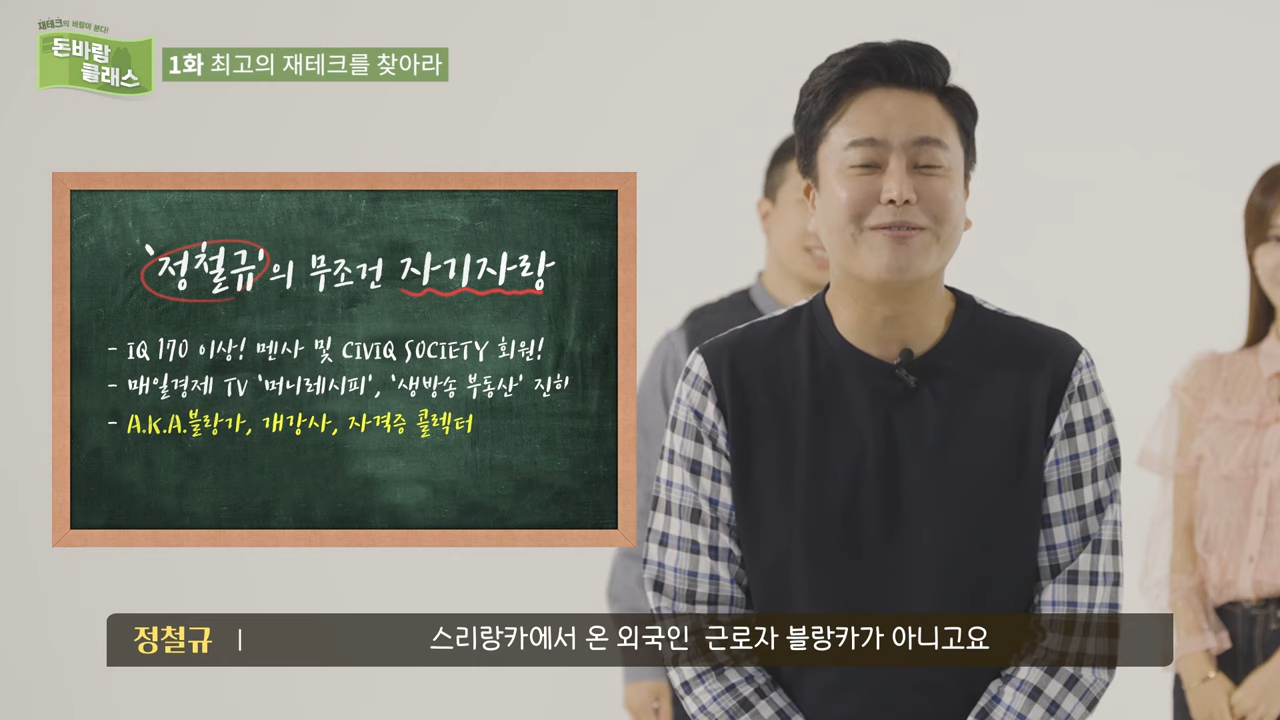 재테크의 바람이 분다!
돈바람
클래스
1화 최고의 재테크를 찾아라
'정철규'의 무조건 자기자랑
- IQ 170 이상! 멘사 및 CIVIQ SOCIETY 회원!
- 매일경제 TV '머니레시피', '생방송 부동산' 진행
- A.K.A.블랑카, 개강사, 자격증 콜렉터
정철규 | 스리랑카에서 온 외국인 근로자 블랑카가 아니고요